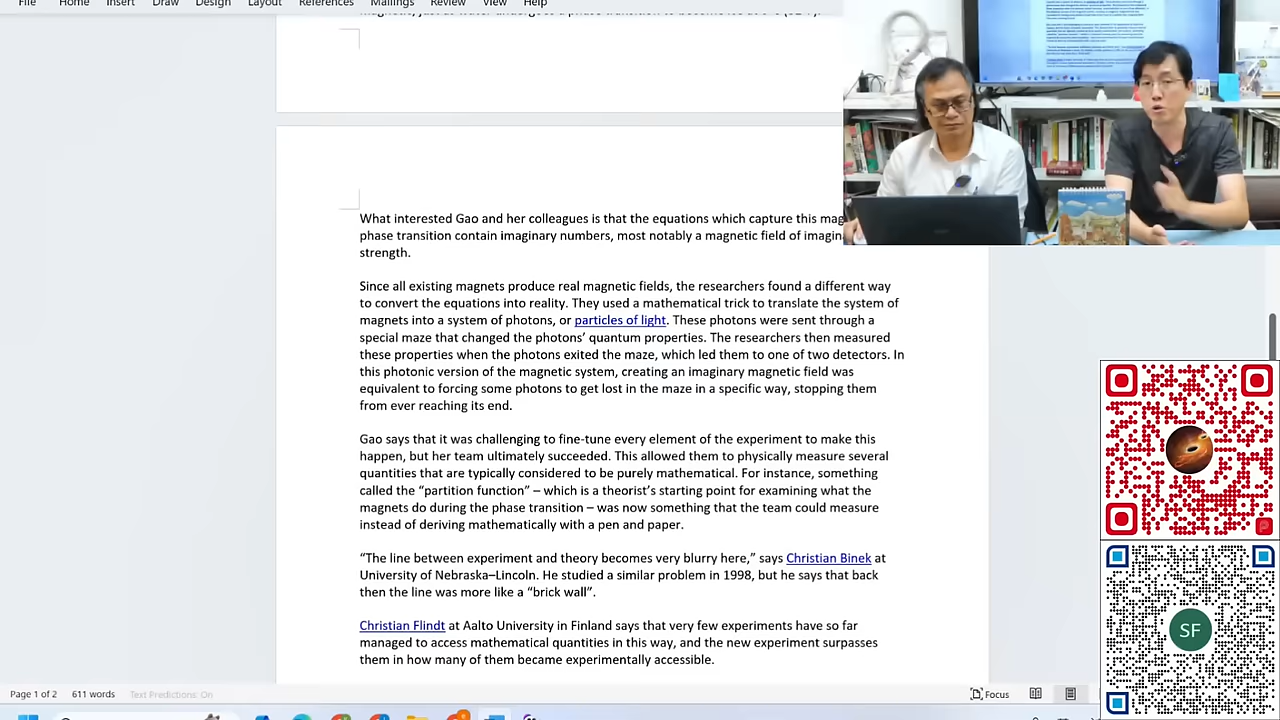 File Home Insert Draw Design Layout References Mailings Review View Help
What interested Gao and her colleagues is that the equations which capture this
phase transition contain imaginary numbers, most notably a magnetic field of
strength.
Since all existing magnets produce real magnetic fields, the researchers found a different way
to convert the equations into reality. They used a mathematical trick to translate the system of
magnets into a system of photons, or particles of light. These photons were sent through a
special maze that changed the photons’ quantum properties. The researchers then measured
these properties when the photons exited the maze, which led them to one of two detectors. In
this photonic version of the magnetic system, creating an imaginary magnetic field was
equivalent to forcing some photons to get lost in the maze in a specific way, stopping them
from ever reaching its end.
Gao says that it was challenging to fine-tune every element of the experiment to make this
happen, but her team ultimately succeeded. This allowed them to physically measure several
quantities that are typically considered to be purely mathematical. For instance, something
called the “partition function” – which is a theorist’s starting point for examining what the
magnets do during the phase transition – was now something that the team could measure
instead of deriving mathematically with a pen and paper.
“The line between experiment and theory becomes very blurry here,” says Christian Binek at
University of Nebraska–Lincoln. He studied a similar problem in 1998, but he says that back
then the line was more like a “brick wall”.
Christian Flindt at Aalto University in Finland says that very few experiments have so far
managed to access mathematical quantities in this way, and the new experiment surpasses
them in how many of them became experimentally accessible.
SF
Page 1 of 2 611 words Text Predictions: On Focus